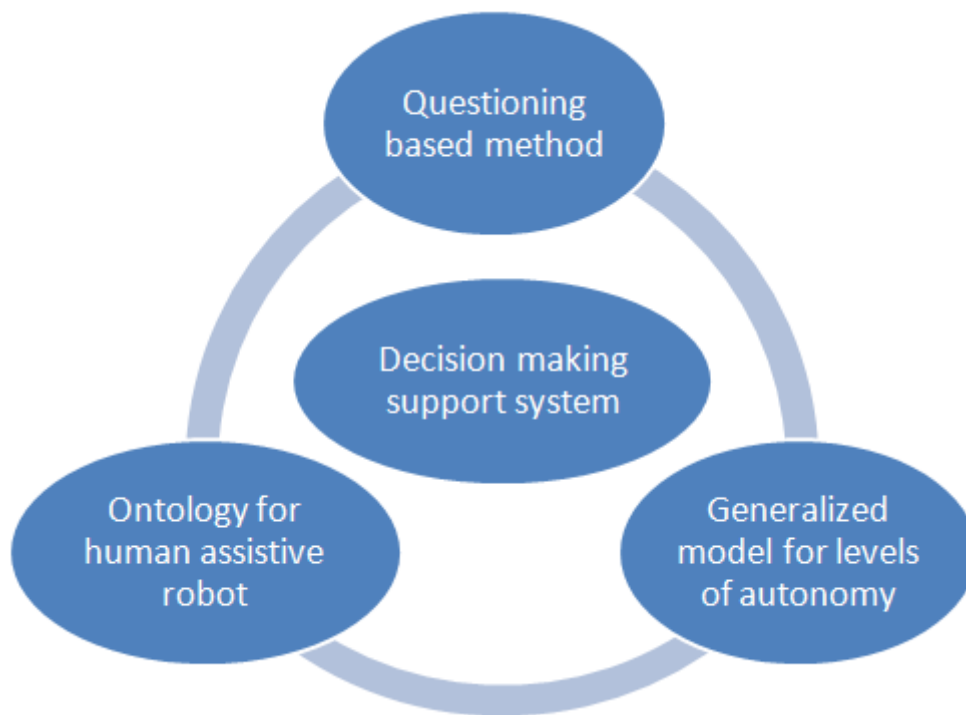 Questioning
based method
Decision making
support system
Ontology for
human assistive
robot
Generalized
model for levels
of autonomy